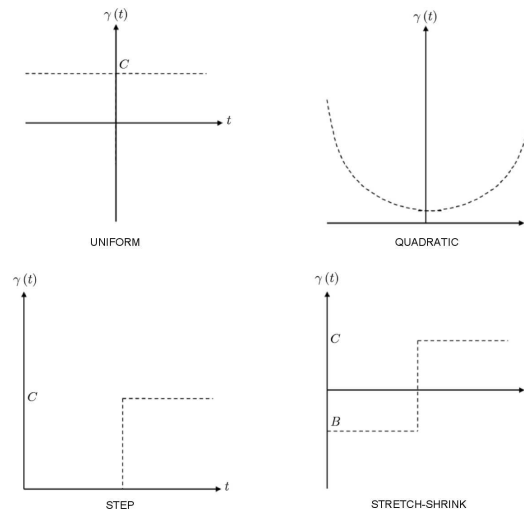 γ(t)
C
t
UNIFORM
γ(t)
QUADRATIC
γ(t)
C
t
STEP
γ(t)
C
B
STRETCH-SHRINK